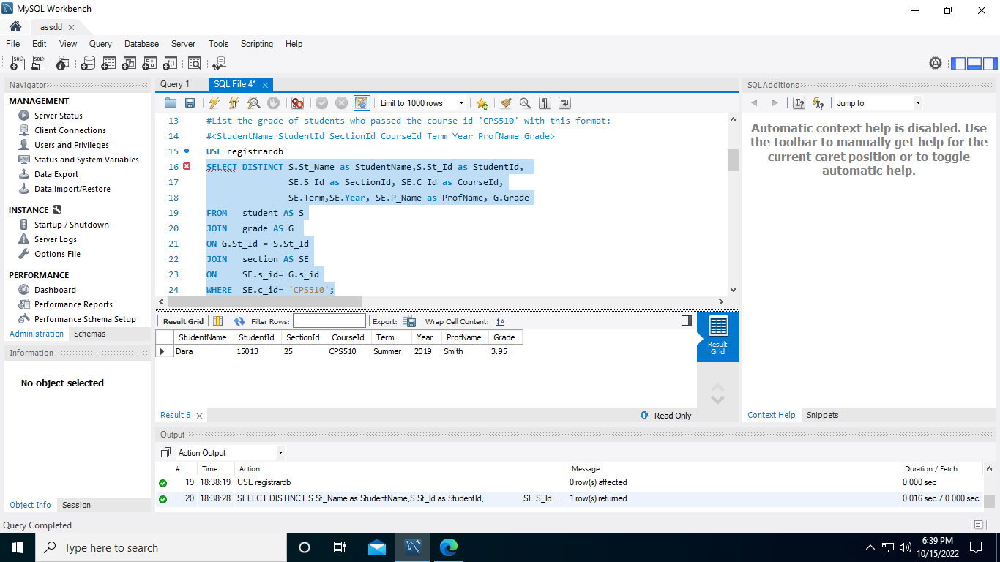 MySQL Workbench
assdd
File Edit View Query Database Server Tools Scripting Help
Navigator
MANAGEMENT
Server Status
Client Connections
Users and Privileges
Status and System Variables
Data Export
Data Import/Restore
INSTANCE
Startup / Shutdown
Server Logs
Options File
PERFORMANCE
Dashboard
Performance Reports
Performance Schema Setup
Administration Schemas
Information
No object selected
Object Info Session
Query 1 SQL File 4*
Limit to 1000 rows
13 #List the grade of students who passed the course id 'CPS510' with this format:
14 #<StudentName StudentId SectionId CourseId Term Year ProfName Grade>
15 USE registrardb
16 SELECT DISTINCT S.St_Name as StudentName,S.St_Id as StudentId,
17 SE.S_Id as SectionId, SE.C_Id as CourseId,
18 SE.Term,SE.Year, SE.P_Name as ProfName, G.Grade
19 FROM student AS S
20 JOIN grade AS G
21 ON G.St_Id = S.St_Id
22 JOIN section AS SE
23 ON SE.s_id= G.s_id
24 WHERE SE.c_id= 'CPS510';
Result Grid Filter Rows: Export: Wrap Cell Content:
StudentName StudentId SectionId CourseId Term Year ProfName Grade
Dara 15013 25 CPS510 Summer 2019 Smith 3.95
Result Grid
Result 6 Read Only
SQLAdditions
Jump to
Automatic context help is disabled. Use
the toolbar to manually get help for the
current caret position or to toggle
automatic help.
Context Help Snippets
Output
Action Output
# Time Action Message Duration / Fetch
19 18:38:19 USE registrardb 0 row(s) affected 0.000 sec
20 18:38:28 SELECT DISTINCT S.St_Name as StudentName,S.St_Id as StudentId, SE.S_Id ... 1 row(s) returned 0.016 sec / 0.000 sec
Query Completed
Type here to search
6:39 PM
10/15/2022